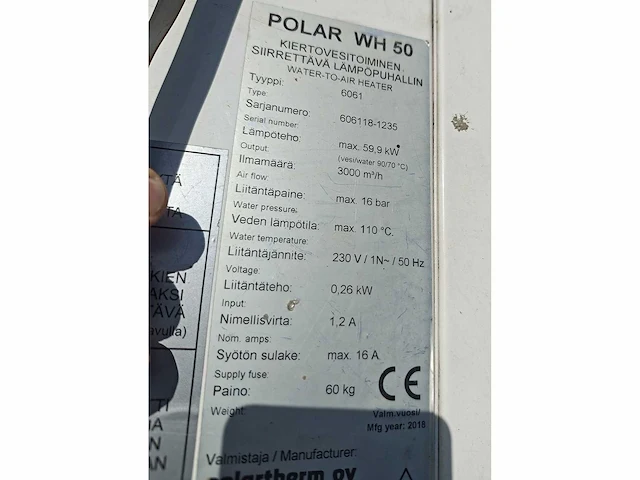 POLAR WH 50
KIERTOVESITOIMINEN
SIIRRETTÄVÄ LÄMPÖPUHALLIN
WATER-TO-AIR HEATER
Tyyppi: 6061
Type:
Sarjanumero: 606118-1235
Serial number:
Lämpöteho: max. 59,9 kW
Output: (vesi/water 90/70 °C)
Ilmamäärä: 3000 m³/h
Air flow:
Liitäntäpaine: max. 16 bar
Water pressure:
Veden lämpötila: max. 110 °C.
Water temperature:
Liitäntäjännite: 230 V / 1N~ / 50 Hz
Voltage:
Liitäntäteho: 0,26 kW
Input:
Nimellisvirta: 1,2 A
Nom. amps:
Syötön sulake: max. 16 A
Supply fuse:
Paino: 60 kg CE
Weight:
Valm.vuosi/
Mfg year: 2018
Valmistaja / Manufacturer:
polartherm oy